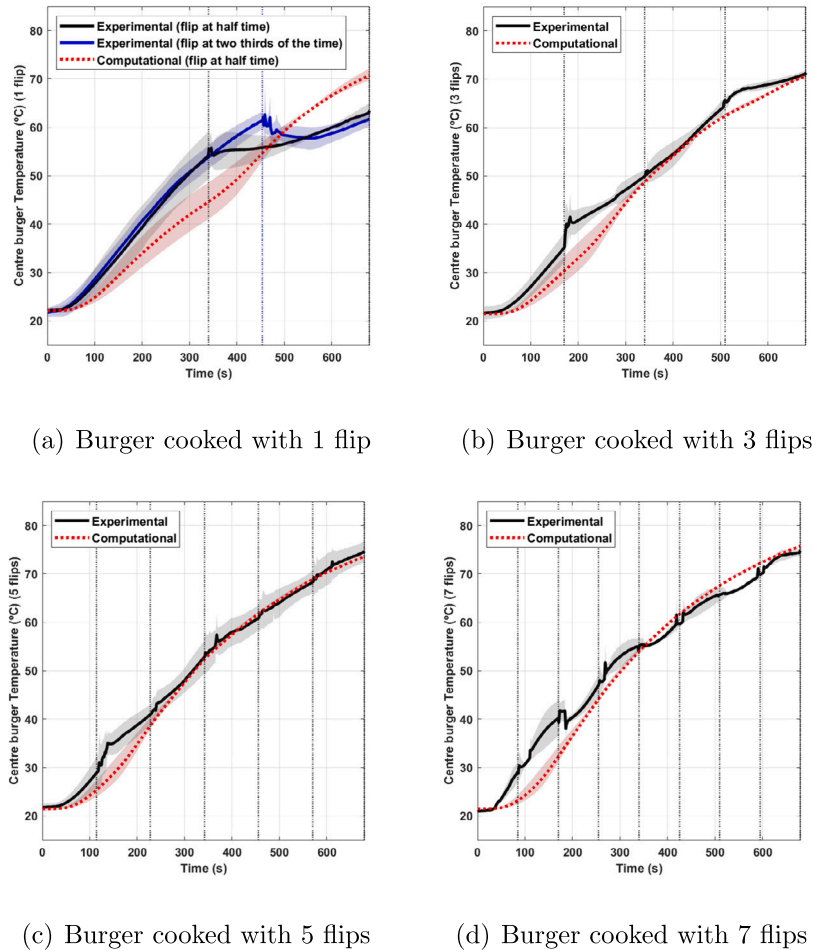 Experimental (flip at half time)
Experimental (flip at two thirds of the time)
Computational (flip at half time)
Centre burger Temperature (ºC) (1 flip)
80
70
60
50
40
30
20
0 100 200 300 400 500 600
Time (s)
(a) Burger cooked with 1 flip
Experimental
Computational
Centre burger Temperature (ºC) (3 flips)
80
70
60
50
40
30
20
0 100 200 300 400 500 600
Time (s)
(b) Burger cooked with 3 flips
Experimental
Computational
Centre burger Temperature (ºC) (5 flips)
80
70
60
50
40
30
20
0 100 200 300 400 500 600
Time (s)
(c) Burger cooked with 5 flips
Experimental
Computational
Centre burger Temperature (ºC) (7 flips)
80
70
60
50
40
30
20
0 100 200 300 400 500 600
Time (s)
(d) Burger cooked with 7 flips